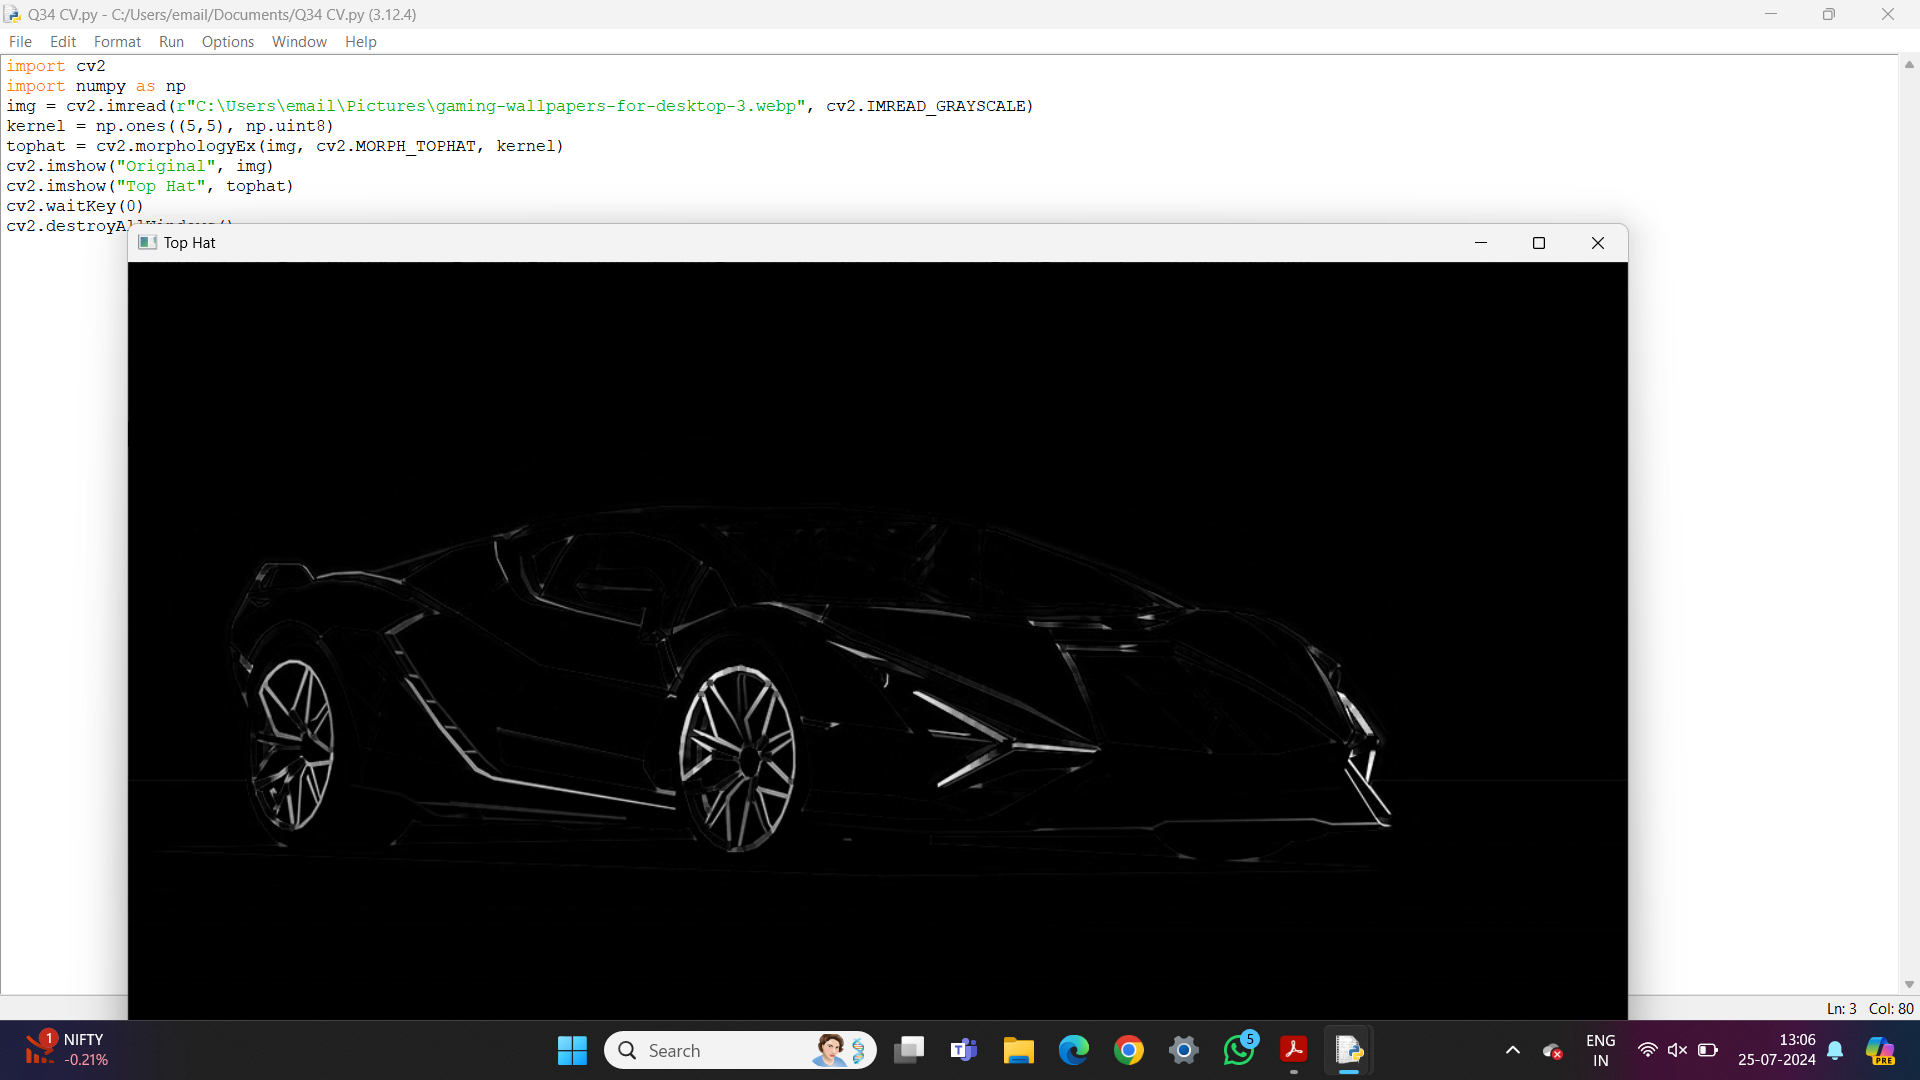 Q34 CV.py - C:/Users/email/Documents/Q34 CV.py (3.12.4)
File Edit Format Run Options Window Help
import cv2
import numpy as np
img = cv2.imread(r"C:\Users\email\Pictures\gaming-wallpapers-for-desktop-3.webp", cv2.IMREAD_GRAYSCALE)
kernel = np.ones((5,5), np.uint8)
tophat = cv2.morphologyEx(img, cv2.MORPH_TOPHAT, kernel)
cv2.imshow("Original", img)
cv2.imshow("Top Hat", tophat)
cv2.waitKey(0)
cv2.destroyAllWindows()
Top Hat
Ln: 3 Col: 80
1 NIFTY
-0.21%
Search
5
ENG
IN
13:06
25-07-2024
PRE